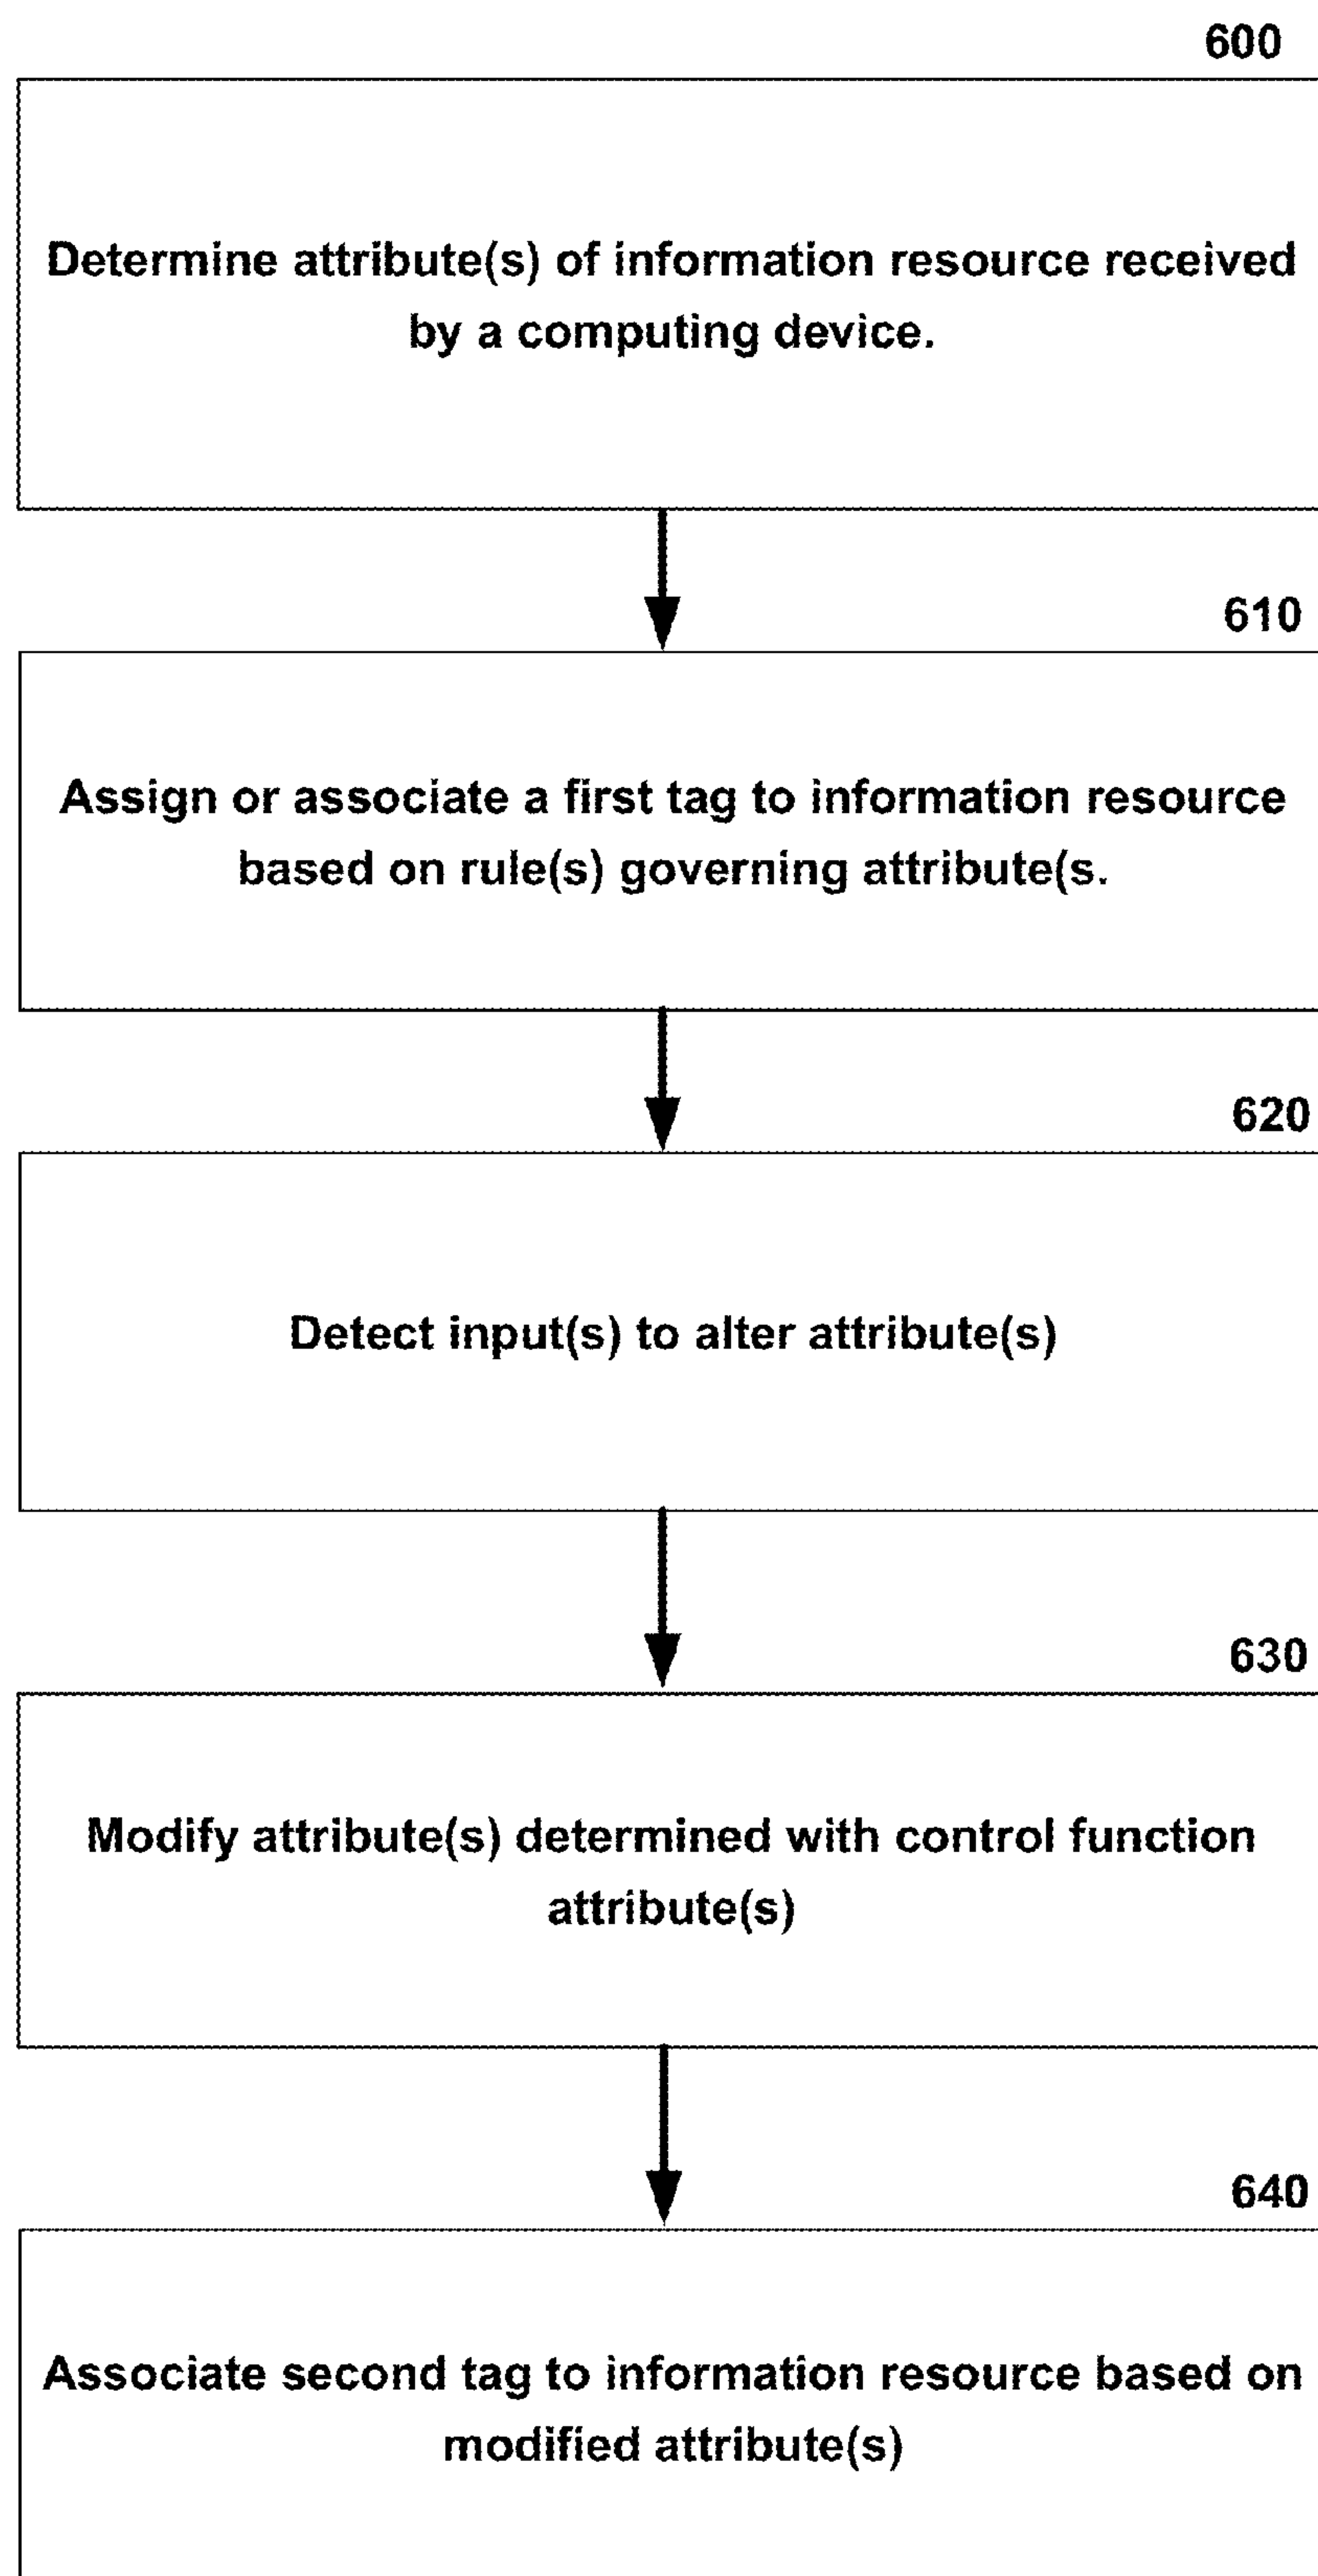 600
Determine attribute(s) of information resource received
by a computing device.
610
Assign or associate a first tag to information resource
based on rule(s) governing attribute(s.
620
Detect input(s) to alter attribute(s)
630
Modify attribute(s) determined with control function
attribute(s)
640
Associate second tag to information resource based on
modified attribute(s)